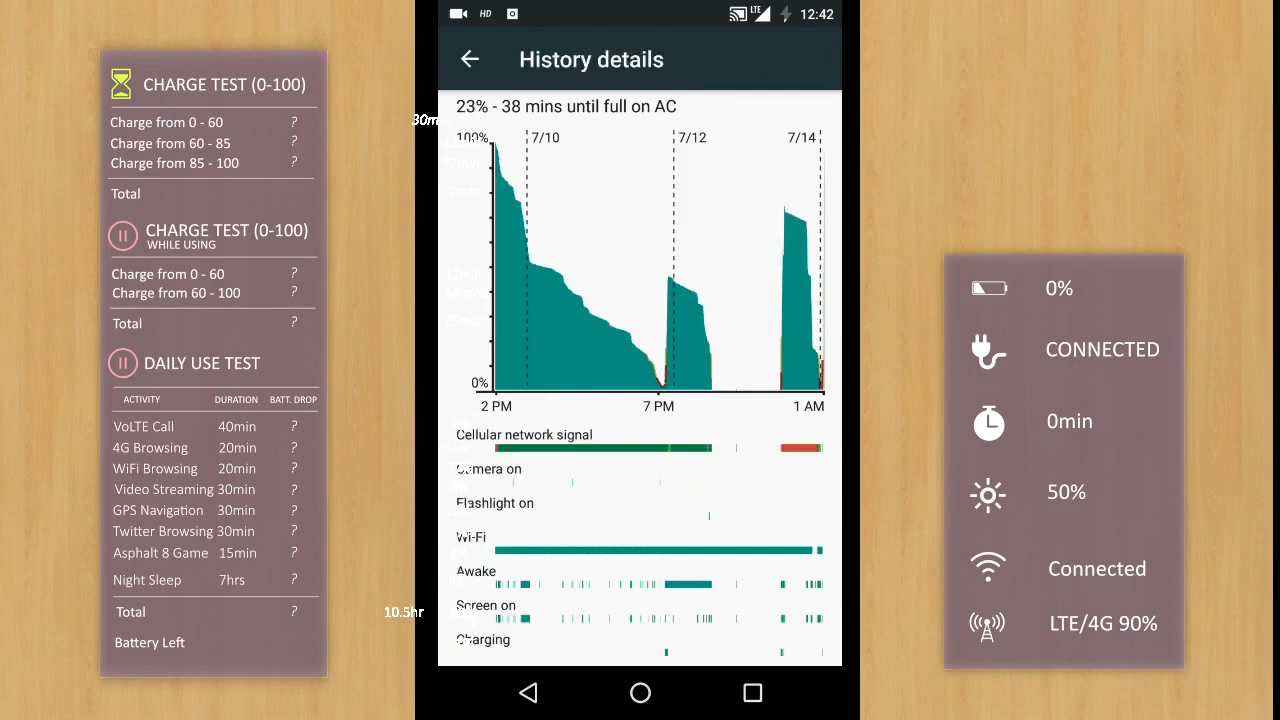 CHARGE TEST (0-100)
Charge from 0 - 60 ?
Charge from 60 - 85 ?
Charge from 85 - 100 ?
Total
CHARGE TEST (0-100)
WHILE USING
Charge from 0 - 60 ?
Charge from 60 - 100 ?
Total ?
DAILY USE TEST
ACTIVITY DURATION BATT. DROP
VoLTE Call 40min ?
4G Browsing 20min ?
WiFi Browsing 20min ?
Video Streaming 30min ?
GPS Navigation 30min ?
Twitter Browsing 30min ?
Asphalt 8 Game 15min ?
Night Sleep 7hrs ?
Total ?
Battery Left
10.5hr
HD LTE 12:42
History details
23% - 38 mins until full on AC
100% 7/10 7/12 7/14
0%
2 PM 7 PM 1 AM
Cellular network signal
Camera on
Flashlight on
Wi-Fi
Awake
Screen on
Charging
0%
CONNECTED
0min
50%
Connected
LTE/4G 90%